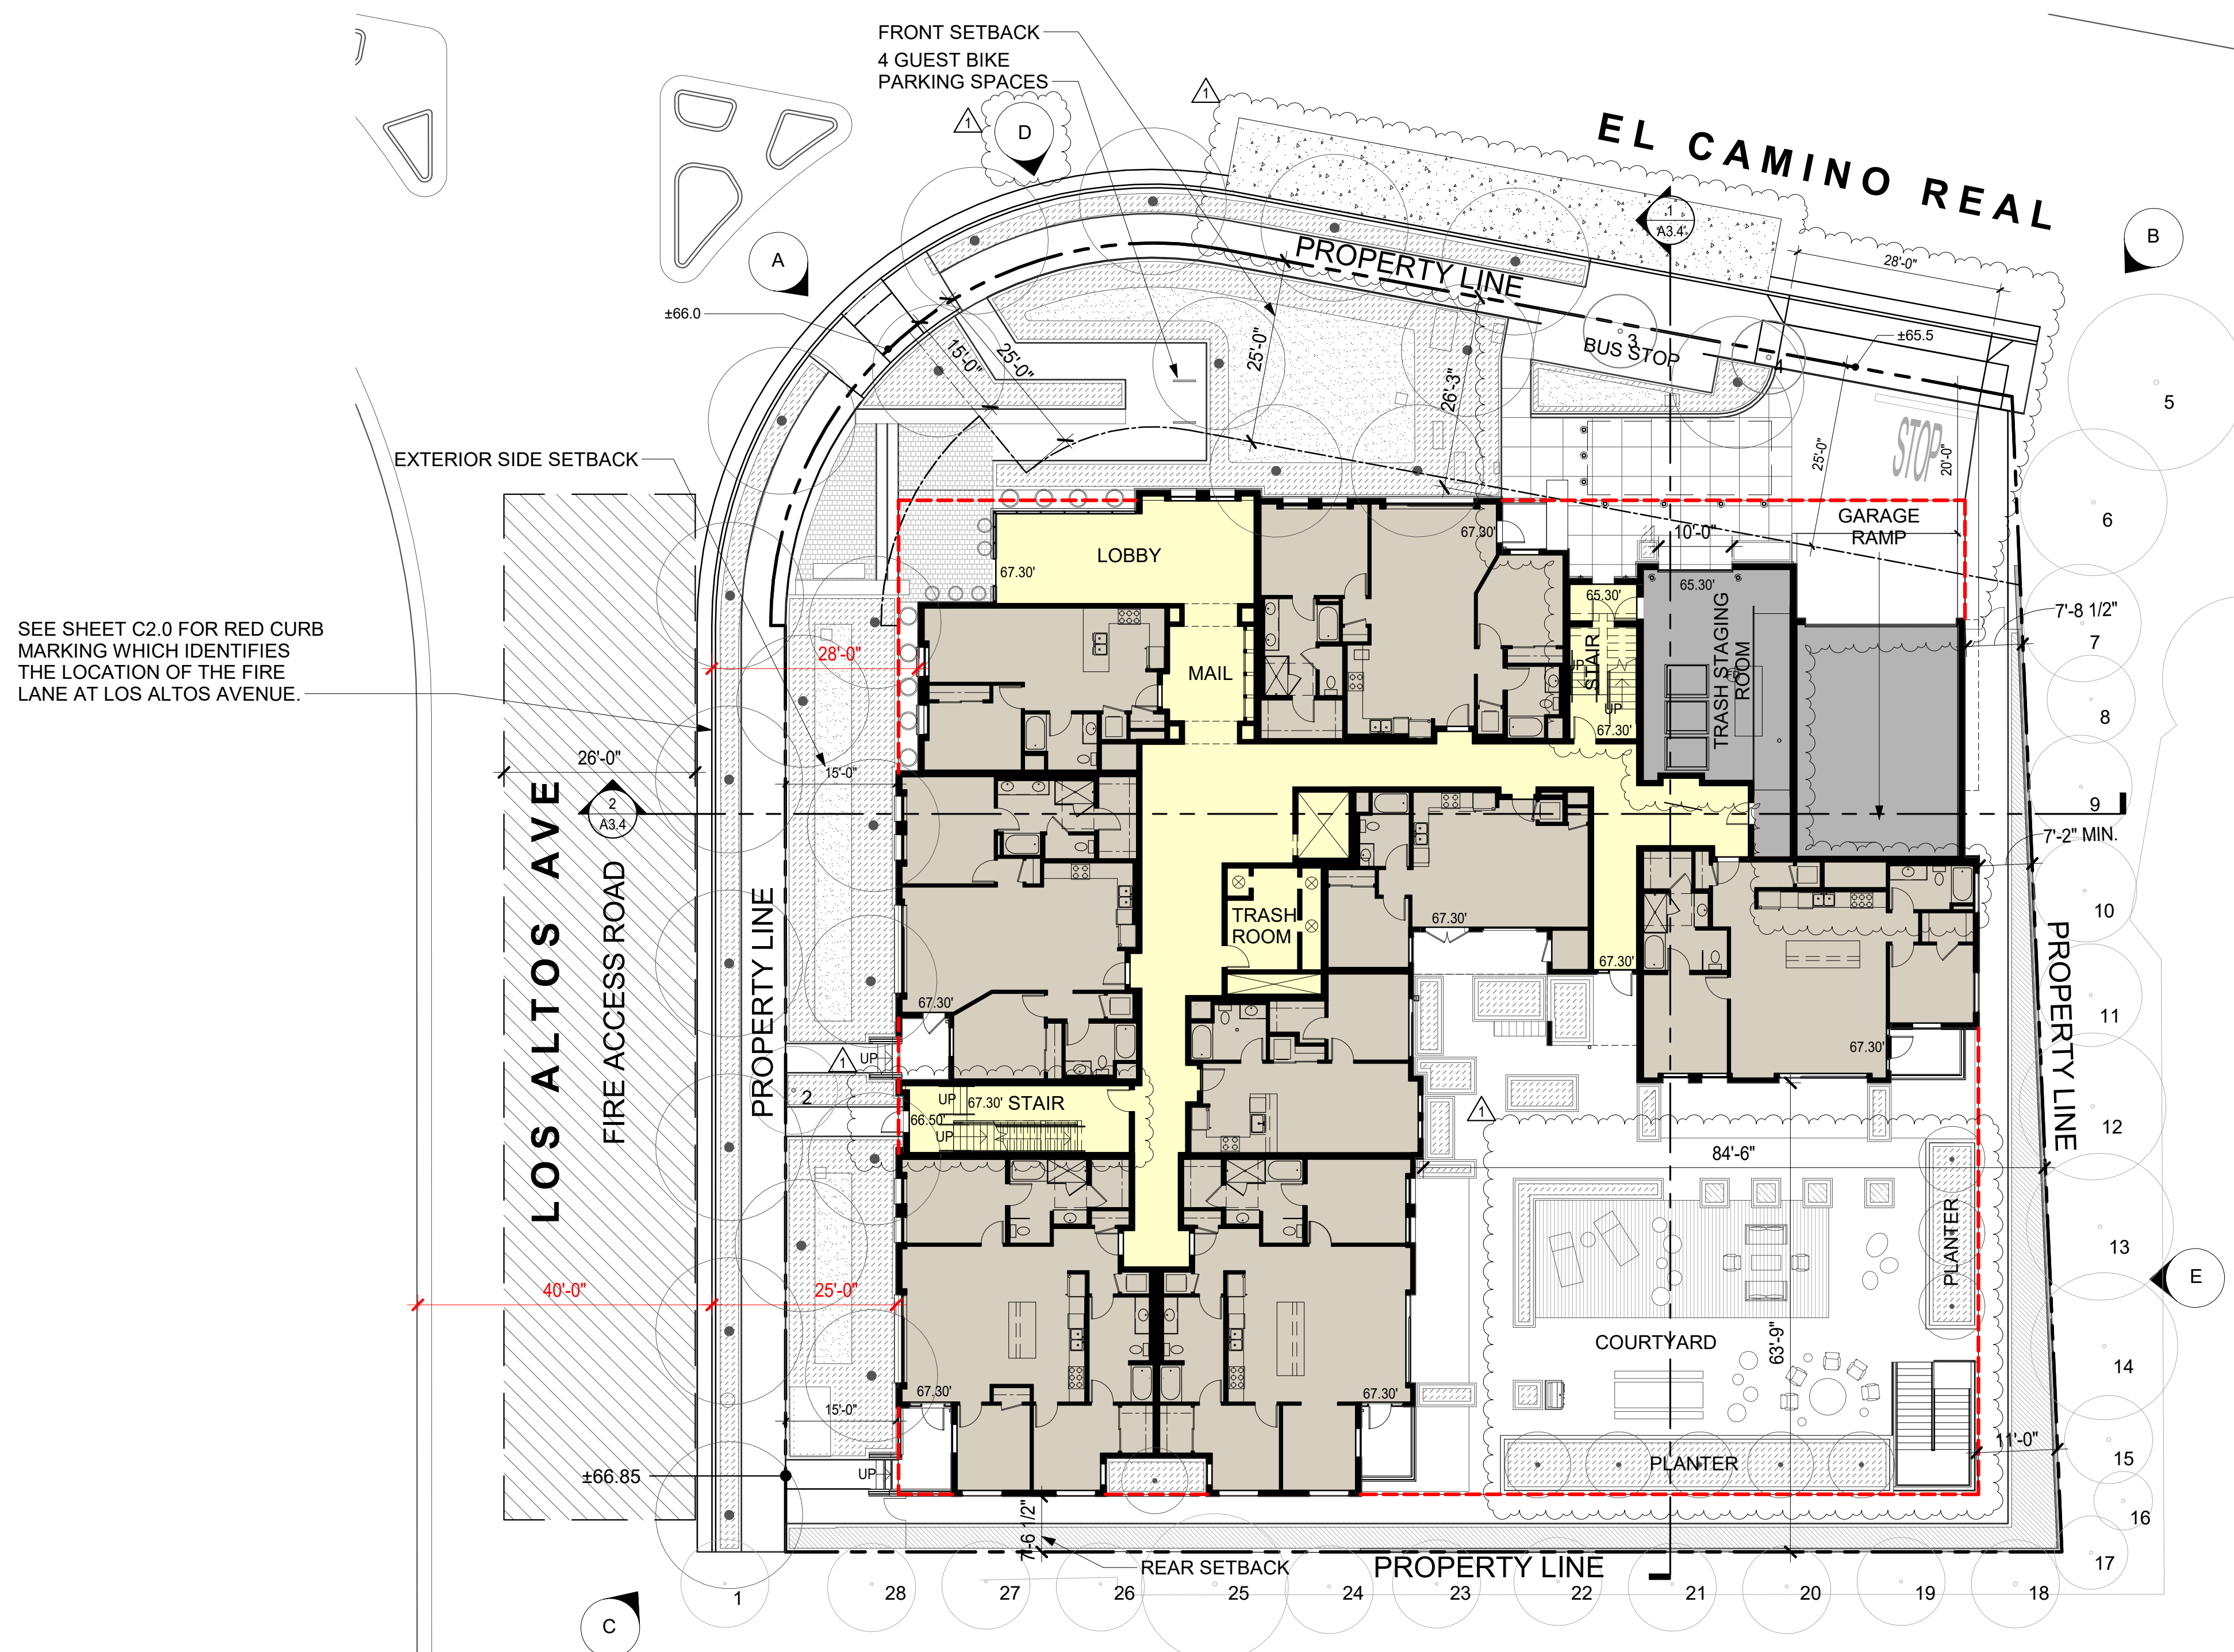 FRONT SETBACK
4 GUEST BIKE
PARKING SPACES
1
1
D
EL CAMINO REAL
1
A3.4
B
A
PROPERTY LINE
28'-0"
±66.0
±65.5
3
BUS STOP
4
15'-0"
25'-0"
25'-0"
26'-3"
25'-0"
STOP
20'-0"
5
EXTERIOR SIDE SETBACK
6
GARAGE
RAMP
10'-0"
LOBBY
67.30'
67.30'
65.30'
65.30'
7'-8 1/2"
7
SEE SHEET C2.0 FOR RED CURB
MARKING WHICH IDENTIFIES
THE LOCATION OF THE FIRE
LANE AT LOS ALTOS AVENUE.
28'-0"
MAIL
STAIR
UP
UP
67.30'
TRASH STAGING
ROOM
8
26'-0"
15'-0"
2
A3.4
9
7'-2" MIN.
LOS ALTOS AVE
FIRE ACCESS ROAD
PROPERTY LINE
TRASH
ROOM
67.30'
67.30'
10
PROPERTY LINE
67.30'
11
67.30'
1
UP
2
UP
67.30'
STAIR
66.50'
UP
1
12
84'-6"
PLANTER
13
E
40'-0"
25'-0"
COURTYARD
63'-9"
14
67.30'
67.30'
15'-0"
11'-0"
15
±66.85
UP
PLANTER
16
7'-6 1/2"
REAR SETBACK
PROPERTY LINE
17
1
28
27
26
25
24
23
22
21
20
19
18
C